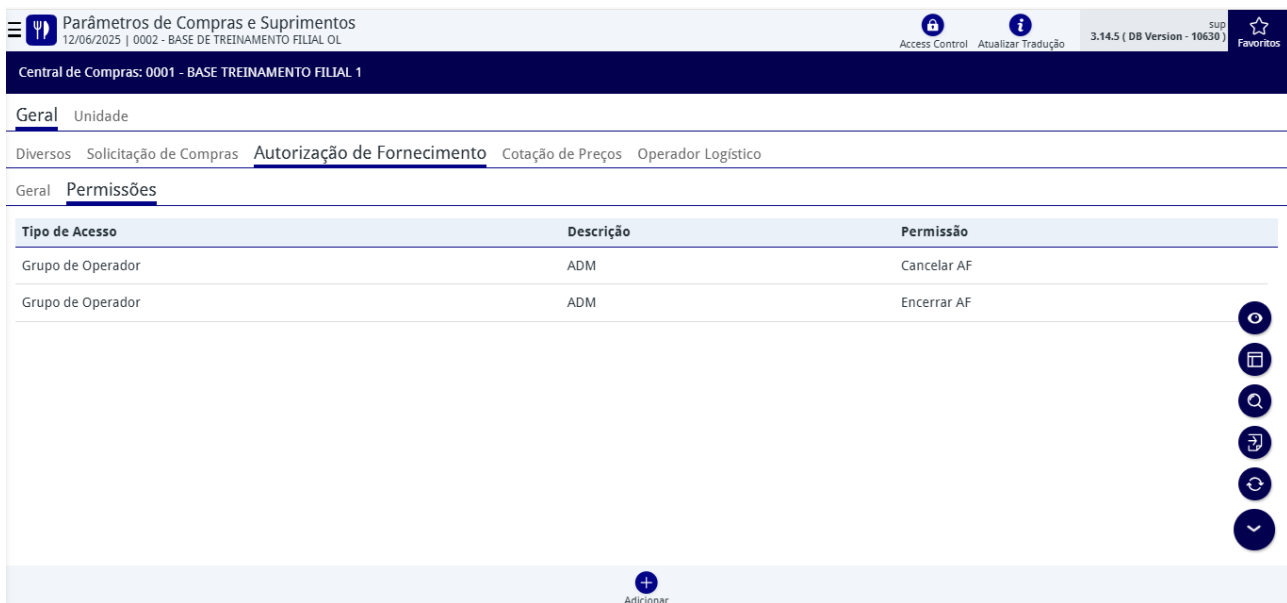 Parâmetros de Compras e Suprimentos
12/06/2025 | 0002 - BASE DE TREINAMENTO FILIAL OL
Access Control
Atualizar Tradução
sup
3.14.5 ( DB Version - 10630 )
Favoritos
Central de Compras: 0001 - BASE TREINAMENTO FILIAL 1
Geral Unidade
Diversos Solicitação de Compras Autorização de Fornecimento Cotação de Preços Operador Logístico
Geral Permissões
Tipo de Acesso Descrição Permissão
Grupo de Operador ADM Cancelar AF
Grupo de Operador ADM Encerrar AF
Adicionar